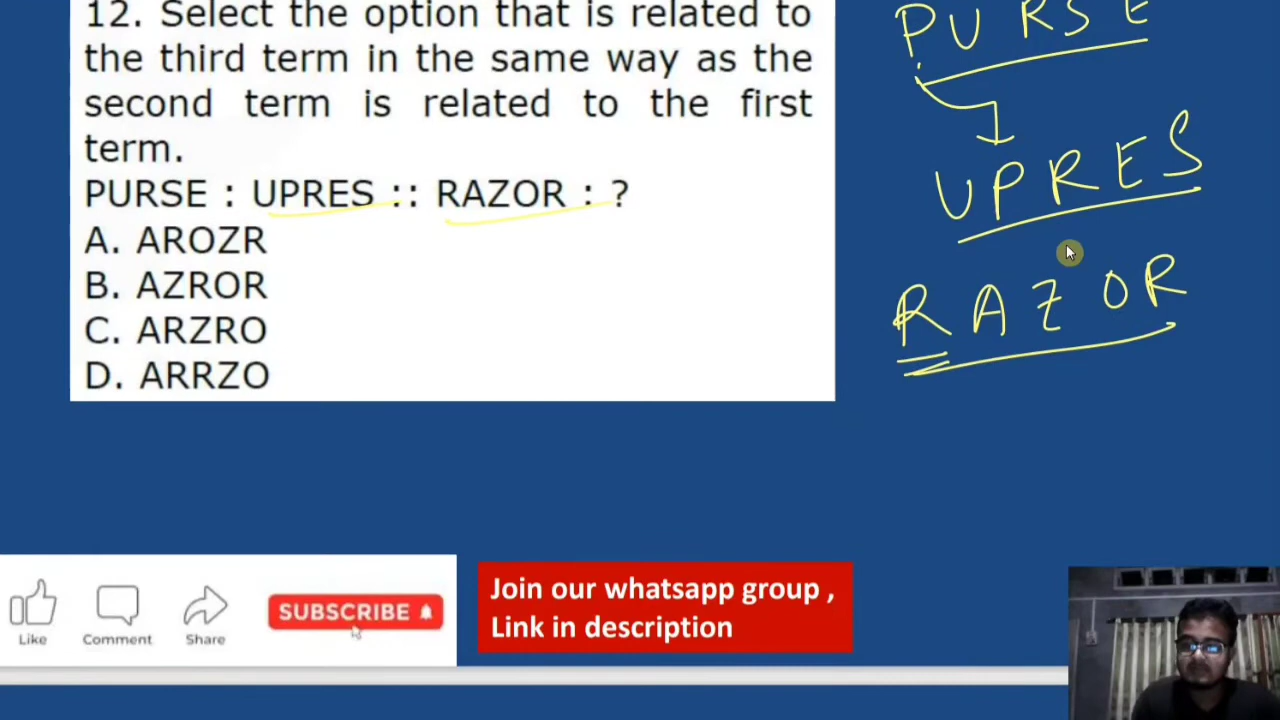 12. Select the option that is related to
the third term in the same way as the
second term is related to the first
term.
PURSE : UPRES :: RAZOR : ?
A. AROZR
B. AZROR
C. ARZRO
D. ARRZO
PURSE
UPRES
RAZOR
Like
Comment
Share
SUBSCRIBE
Join our whatsapp group ,
Link in description